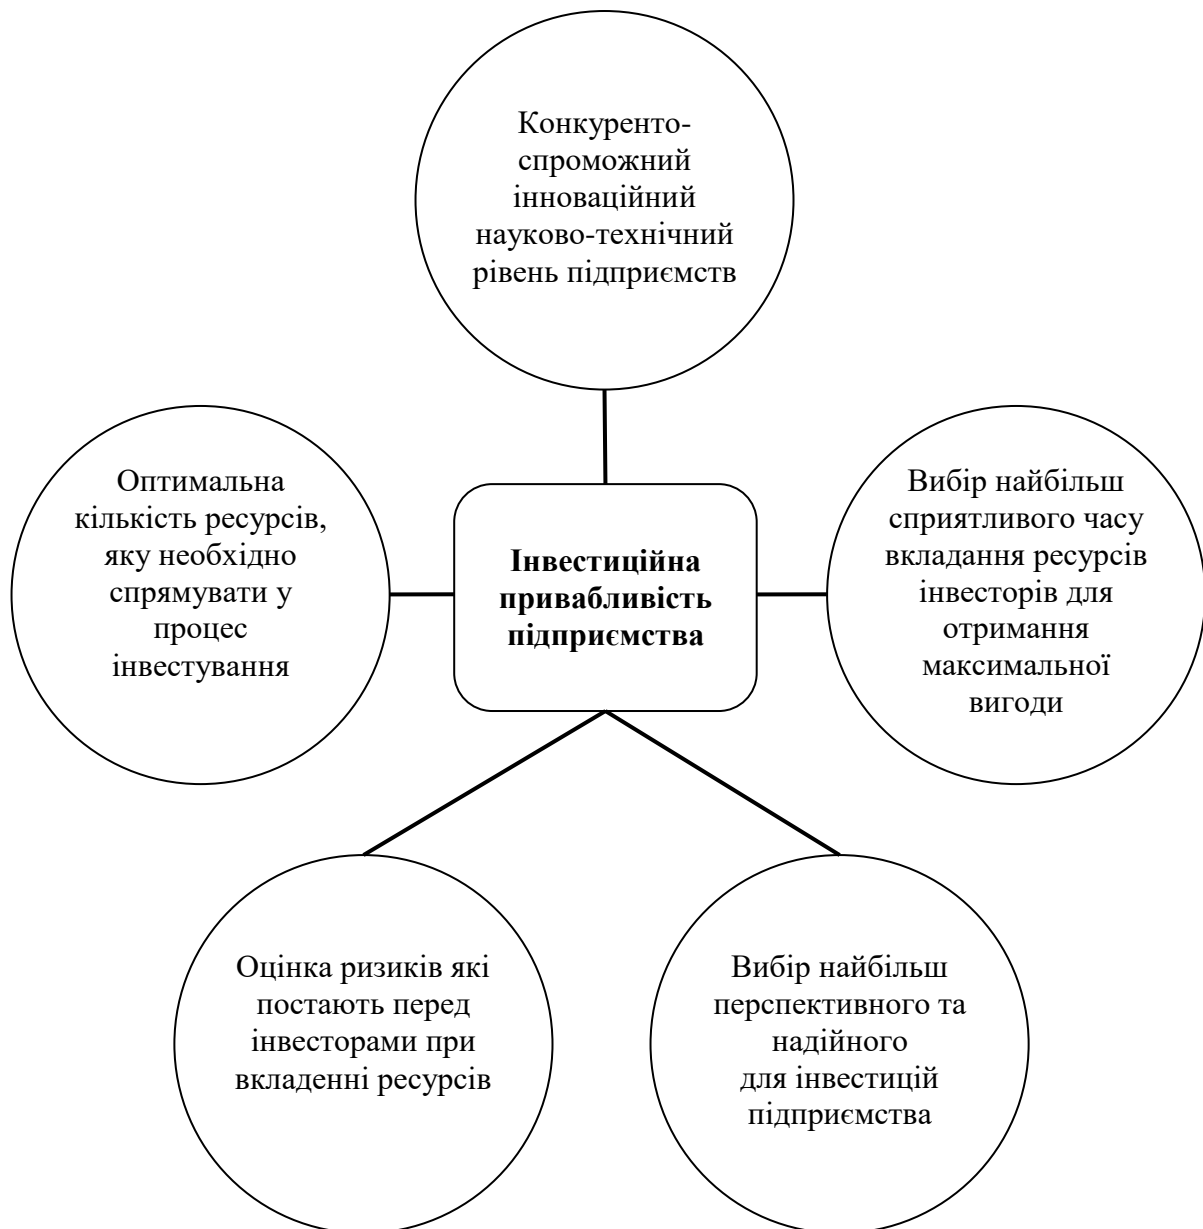 Конкуренто-
спроможний
інноваційний
науково-технічний
рівень підприємств
Оптимальна
кількість ресурсів,
яку необхідно
спрямувати у
процес
інвестування
Інвестиційна
привабливість
підприємства
Вибір найбільш
сприятливого часу
вкладання ресурсів
інвесторів для
отримання
максимальної
вигоди
Оцінка ризиків які
постають перед
інвесторами при
вкладенні ресурсів
Вибір найбільш
перспективного та
надійного
для інвестицій
підприємства